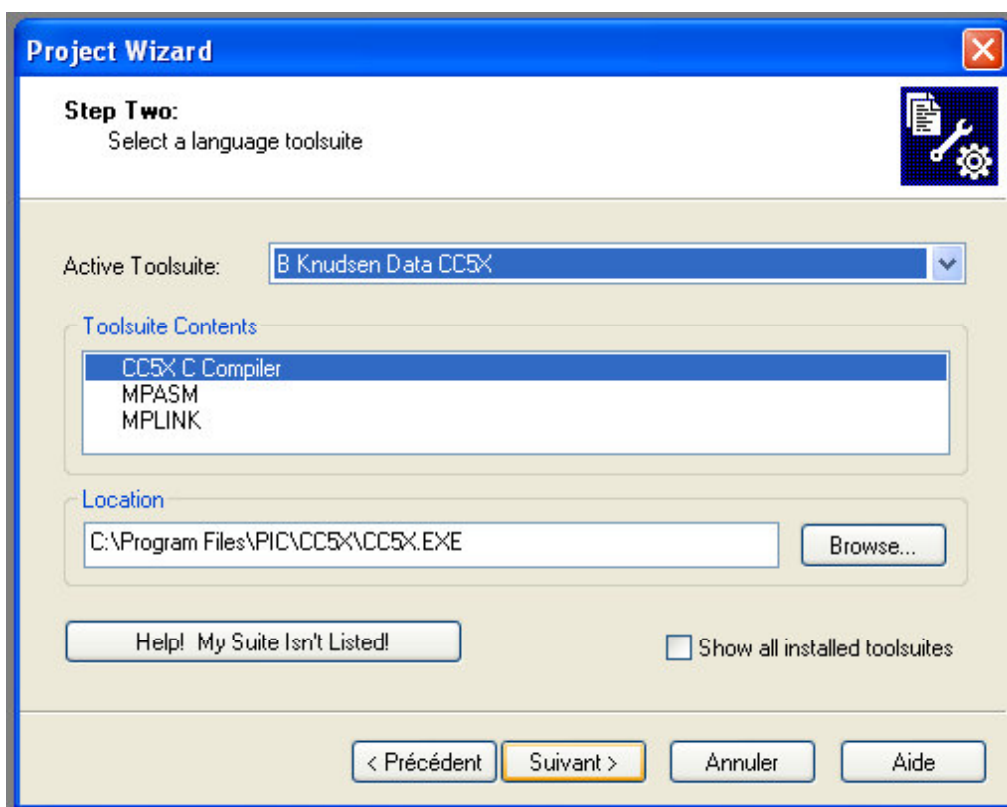 Project Wizard
Step Two:
Select a language toolsuite
Active Toolsuite: B Knudsen Data CC5X
Toolsuite Contents
CC5X C Compiler
MPASM
MPLINK
Location
C:\Program Files\PIC\CC5X\CC5X.EXE Browse...
Help! My Suite Isn't Listed! Show all installed toolsuites
< Précédent Suivant > Annuler Aide